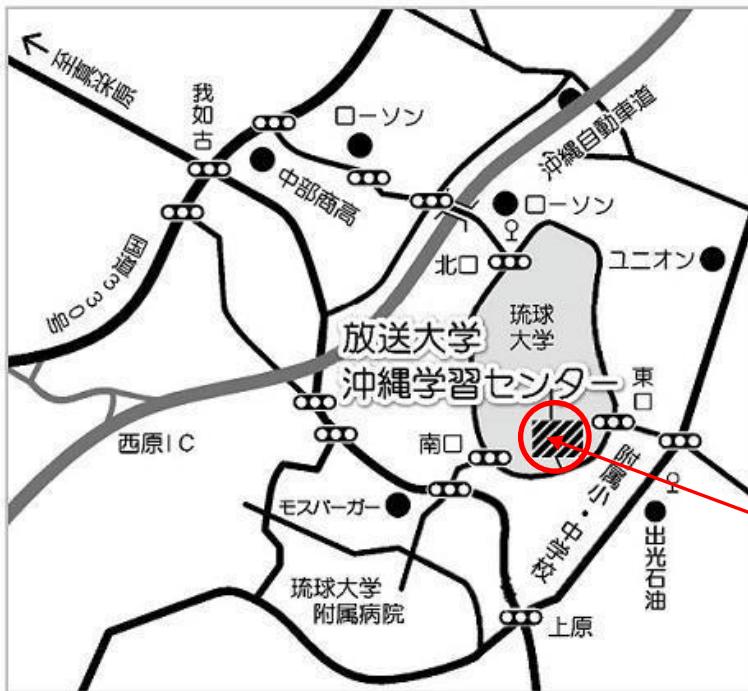 至真栄原
我如古
ローソン
中部商高
沖縄自動車道
ローソン
国道330号
北口
ユニオン
琉球
大学
放送大学
沖縄学習センター
東口
西原IC
南口
附属小・中学校
モスバーガー
出光石油
琉球大学
附属病院
上原